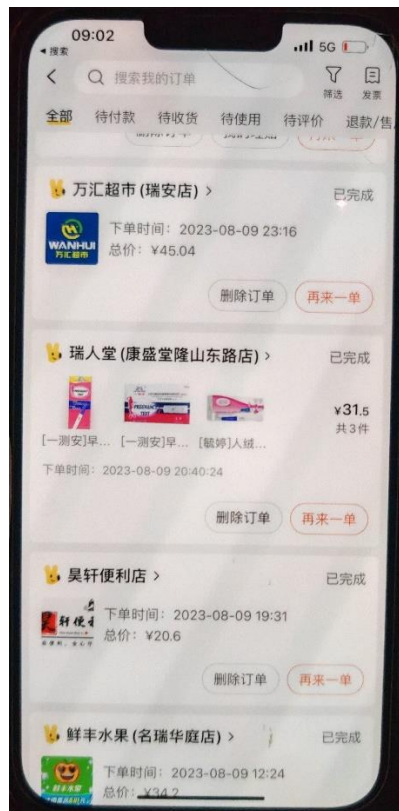 09:02
5G
搜索
搜索我的订单
筛选
发票
全部 待付款 待收货 待使用 待评价 退款/售
万汇超市(瑞安店) >
已完成
WANHUI
万汇超市
下单时间: 2023-08-09 23:16
总价: ¥45.04
删除订单 再来一单
瑞人堂(康盛堂隆山东路店) >
已完成
¥31.5
共3件
[一测安]早... [一测安]早... [毓婷]人绒...
下单时间: 2023-08-09 20:40:24
删除订单 再来一单
昊轩便利店 >
已完成
下单时间: 2023-08-09 19:31
总价: ¥20.6
删除订单 再来一单
鲜丰水果(名瑞华庭店) >
已完成
鲜丰水果
下单时间: 2023-08-09 12:24
总价: ¥34.2